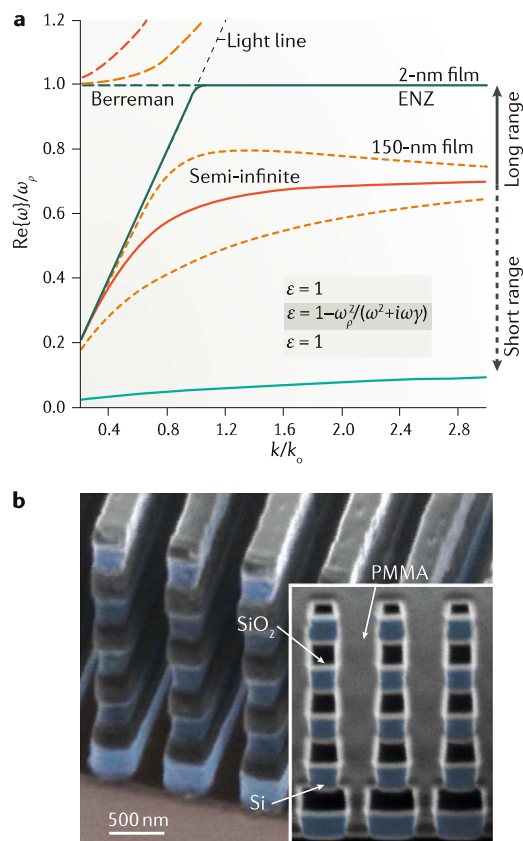 a
1.2
1.0
0.8
0.6
0.4
0.2
0.0
Re{ω}/ωρ
Light line
2-nm film
Berreman
ENZ
150-nm film
Semi-infinite
ε = 1
ε = 1–ωρ²/(ω²+iωγ)
ε = 1
Long range
Short range
0.4 0.8 1.2 1.6 2.0 2.4 2.8
k/kₒ
b
PMMA
SiO₂
Si
500 nm